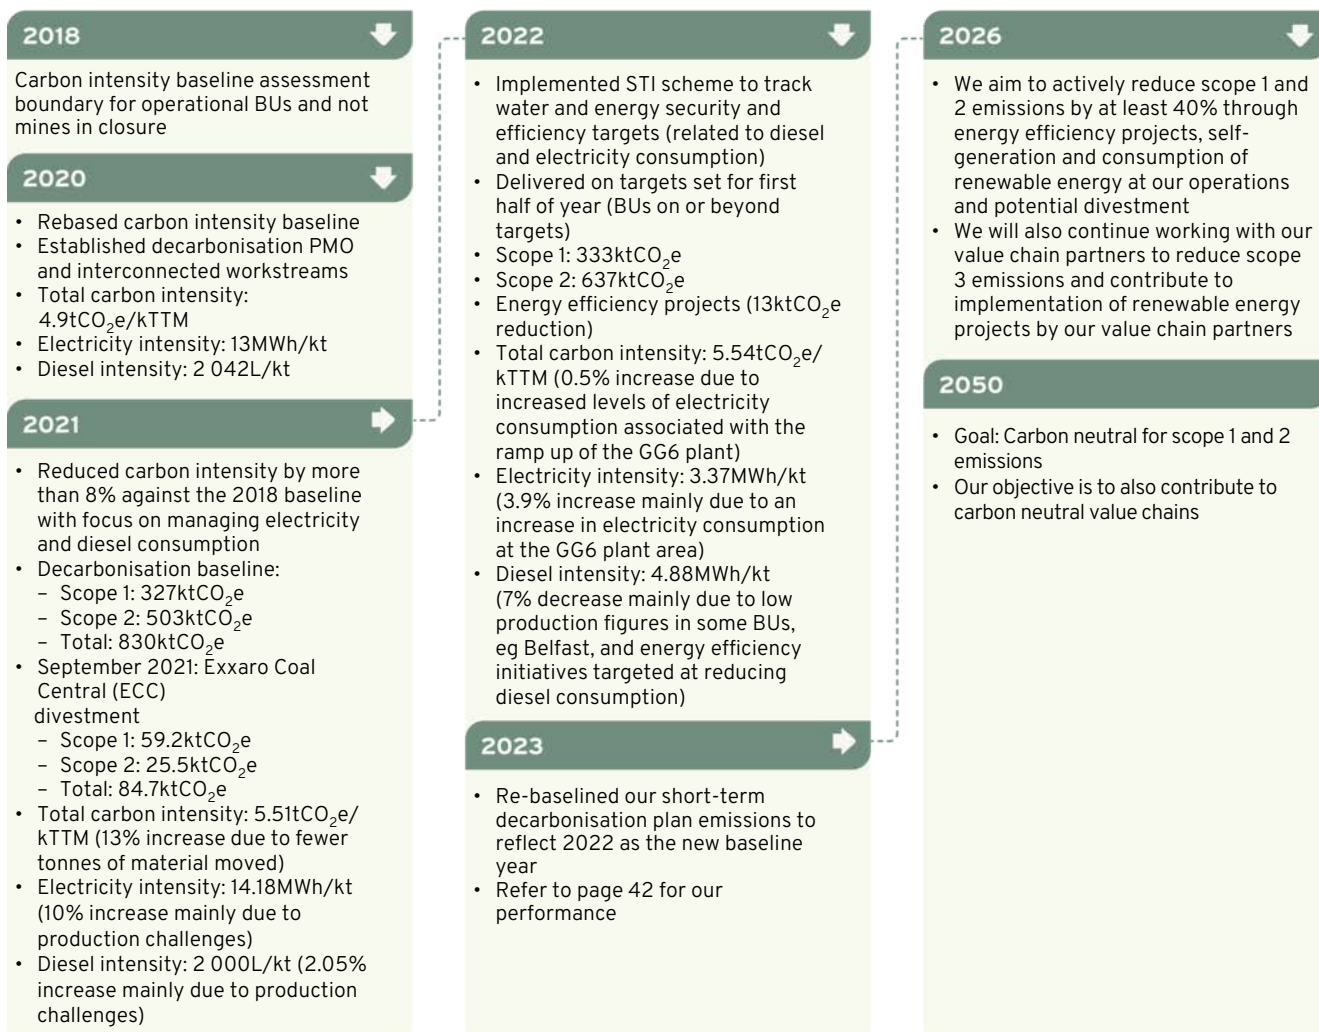 2018
Carbon intensity baseline assessment
boundary for operational BUs and not
mines in closure
2020
• Rebased carbon intensity baseline
• Established decarbonisation PMO
and interconnected workstreams
• Total carbon intensity:
4.9tCO₂e/kTTM
• Electricity intensity: 13MWh/kt
• Diesel intensity: 2 042L/kt
2021
• Reduced carbon intensity by more
than 8% against the 2018 baseline
with focus on managing electricity
and diesel consumption
• Decarbonisation baseline:
– Scope 1: 327ktCO₂e
– Scope 2: 503ktCO₂e
– Total: 830ktCO₂e
• September 2021: Exxaro Coal
Central (ECC)
divestment
– Scope 1: 59.2ktCO₂e
– Scope 2: 25.5ktCO₂e
– Total: 84.7ktCO₂e
• Total carbon intensity: 5.51tCO₂e/
kTTM (13% increase due to fewer
tonnes of material moved)
• Electricity intensity: 14.18MWh/kt
(10% increase mainly due to
production challenges)
• Diesel intensity: 2 000L/kt (2.05%
increase mainly due to production
challenges)
2022
• Implemented STI scheme to track
water and energy security and
efficiency targets (related to diesel
and electricity consumption)
• Delivered on targets set for first
half of year (BUs on or beyond
targets)
• Scope 1: 333ktCO₂e
• Scope 2: 637ktCO₂e
• Energy efficiency projects (13ktCO₂e
reduction)
• Total carbon intensity: 5.54tCO₂e/
kTTM (0.5% increase due to
increased levels of electricity
consumption associated with the
ramp up of the GG6 plant)
• Electricity intensity: 3.37MWh/kt
(3.9% increase mainly due to an
increase in electricity consumption
at the GG6 plant area)
• Diesel intensity: 4.88MWh/kt
(7% decrease mainly due to low
production figures in some BUs,
eg Belfast, and energy efficiency
initiatives targeted at reducing
diesel consumption)
2023
• Re-baselined our short-term
decarbonisation plan emissions to
reflect 2022 as the new baseline
year
• Refer to page 42 for our
performance
2026
• We aim to actively reduce scope 1 and
2 emissions by at least 40% through
energy efficiency projects, self-
generation and consumption of
renewable energy at our operations
and potential divestment
• We will also continue working with our
value chain partners to reduce scope
3 emissions and contribute to
implementation of renewable energy
projects by our value chain partners
2050
• Goal: Carbon neutral for scope 1 and 2
emissions
• Our objective is to also contribute to
carbon neutral value chains